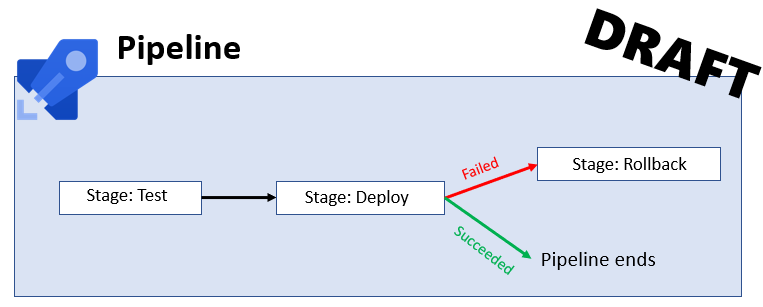 Pipeline
DRAFT
Stage: Test
Stage: Deploy
Failed
Stage: Rollback
Succeeded
Pipeline ends